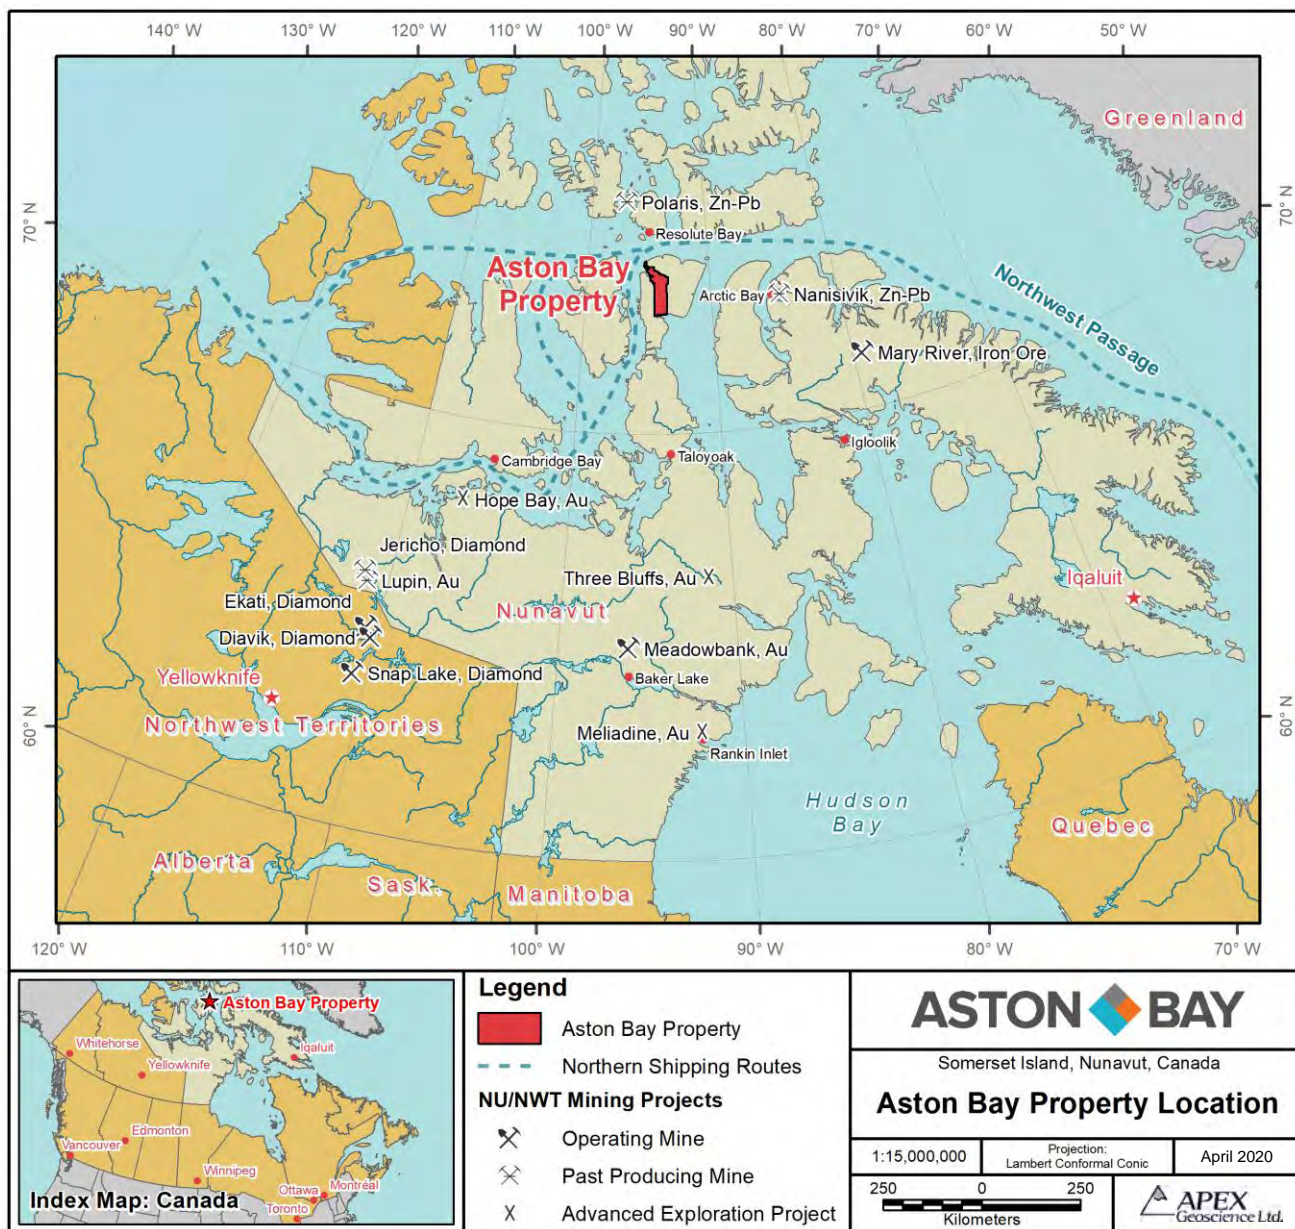 140° W
130° W
120° W
110° W
100° W
90° W
80° W
70° W
60° W
50° W
Greenland
70° N
70° N
Polaris, Zn-Pb
Resolute Bay
Aston Bay
Property
Arctic Bay
Nanisivik, Zn-Pb
Northwest Passage
Mary River, Iron Ore
Igloolik
Cambridge Bay
Taloyoak
Hope Bay, Au
Jericho, Diamond
Lupin, Au
Three Bluffs, Au
Iqaluit
Ekati, Diamond
Nunavut
Diavik, Diamond
Meadowbank, Au
Snap Lake, Diamond
Yellowknife
Baker Lake
Northwest Territories
60° N
60° N
Meliadine, Au
Rankin Inlet
Hudson
Bay
Quebec
Alberta
Sask.
Manitoba
120° W
110° W
100° W
90° W
80° W
70° W
Aston Bay Property
Whitehorse
Yellowknife
Iqaluit
Edmonton
Vancouver
Winnipeg
Ottawa
Montréal
Toronto
Index Map: Canada
Legend
Aston Bay Property
Northern Shipping Routes
NU/NWT Mining Projects
Operating Mine
Past Producing Mine
Advanced Exploration Project
ASTON BAY
Somerset Island, Nunavut, Canada
Aston Bay Property Location
1:15,000,000
Projection:
Lambert Conformal Conic
April 2020
250
0
250
Kilometers
APEX
Geoscience Ltd.